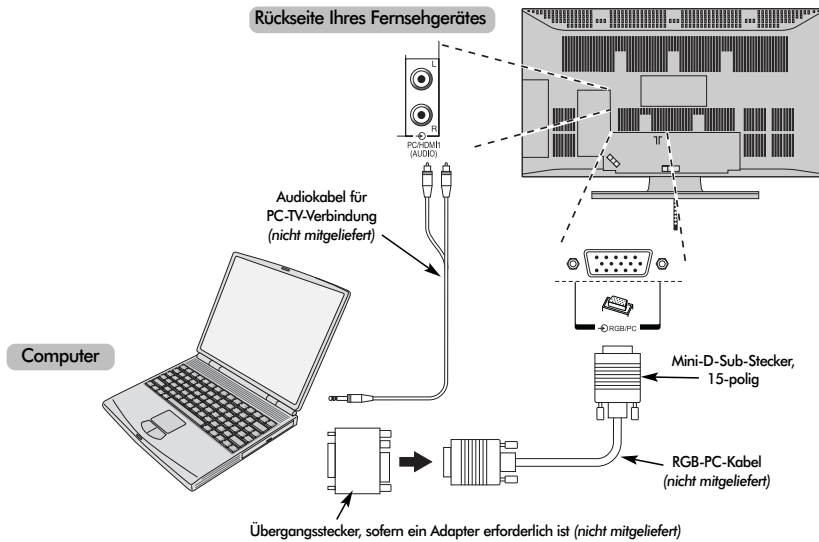 Rückseite Ihres Fernsehgerätes
L
R
PC/HDMI1
(AUDIO)
Audiokabel für
PC-TV-Verbindung
(nicht mitgeliefert)
RGB/PC
Computer
Mini-D-Sub-Stecker,
15-polig
RGB-PC-Kabel
(nicht mitgeliefert)
Übergangsstecker, sofern ein Adapter erforderlich ist (nicht mitgeliefert)